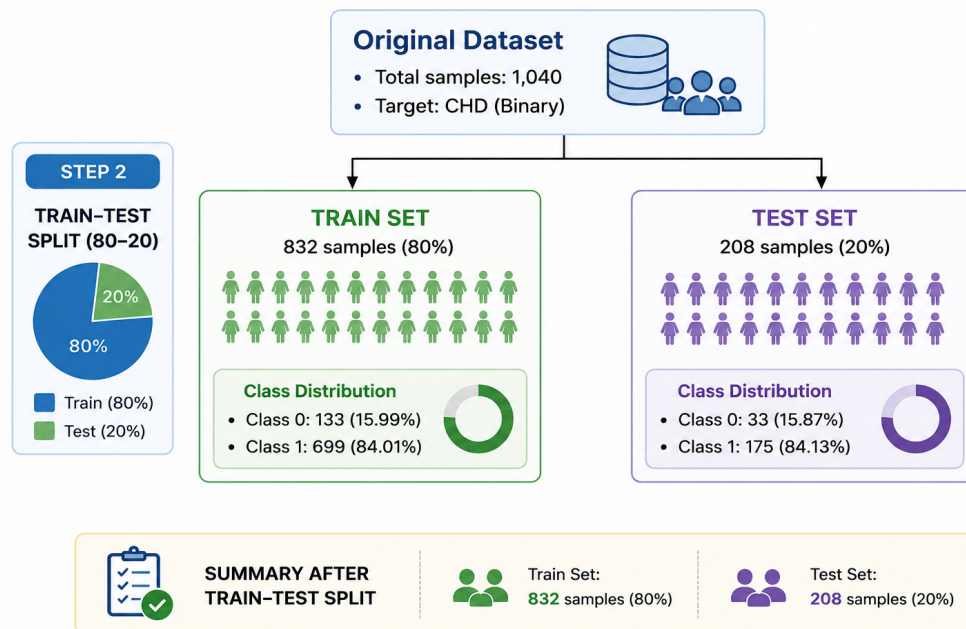 Original Dataset
• Total samples: 1,040
• Target: CHD (Binary)
STEP 2
TRAIN–TEST
SPLIT (80–20)
20%
80%
Train (80%)
Test (20%)
TRAIN SET
832 samples (80%)
Class Distribution
• Class 0: 133 (15.99%)
• Class 1: 699 (84.01%)
TEST SET
208 samples (20%)
Class Distribution
• Class 0: 33 (15.87%)
• Class 1: 175 (84.13%)
SUMMARY AFTER
TRAIN–TEST SPLIT
Train Set:
832 samples (80%)
Test Set:
208 samples (20%)